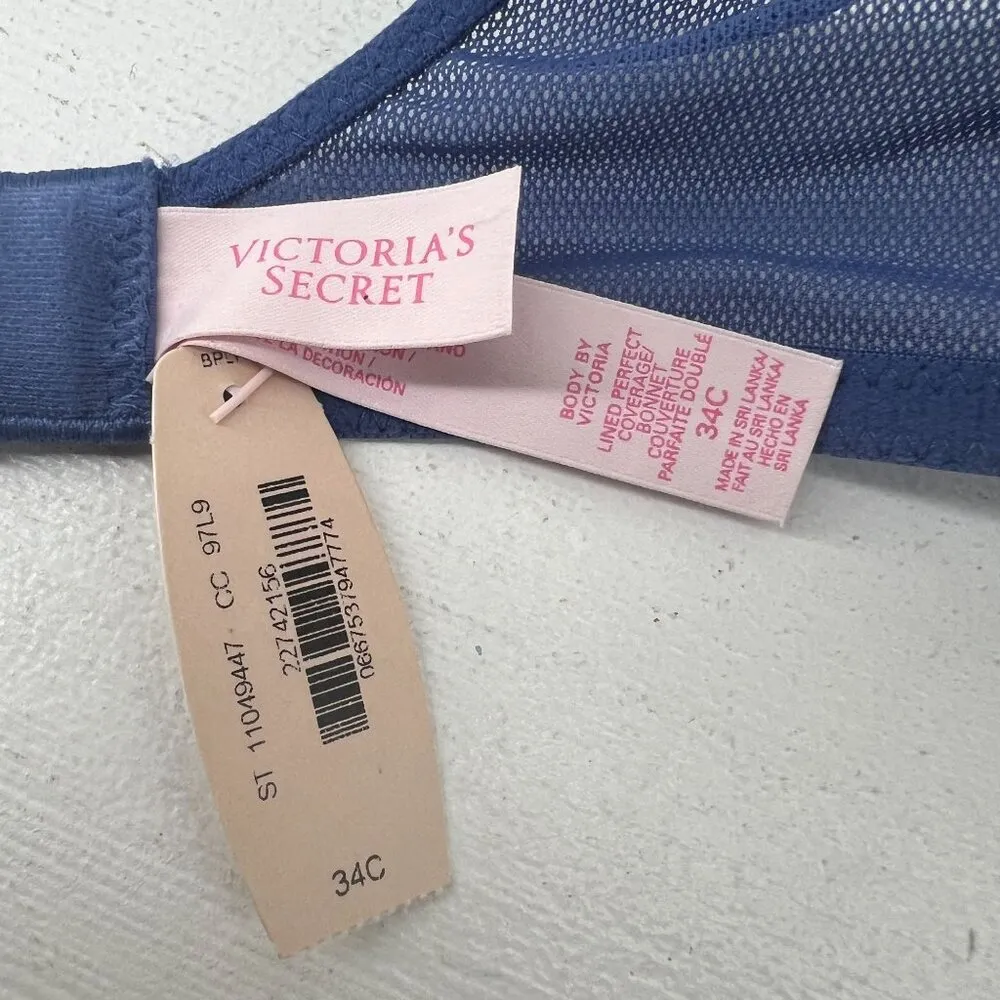 VICTORIA'S
SECRET
LA DECORACIÓN
BODY BY
VICTORIA
LINED PERFECT
COVERAGE/
BONNET
COUVERTURE
PARFAITE DOUBLÉ
34C
MADE IN SRI LANKA/
FAIT AU SRI LANKA/
HECHO EN
SRI LANKA
ST 11049447 CC 97L9
22742156
0667537947774
34C